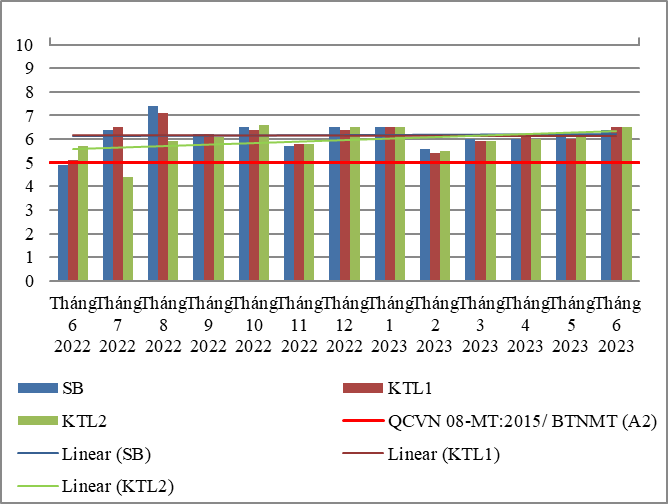 10
9
8
7
6
5
4
3
2
1
0
Tháng Tháng Tháng Tháng Tháng Tháng Tháng Tháng Tháng Tháng Tháng Tháng Tháng
6 7 8 9 10 11 12 1 2 3 4 5 6
2022 2022 2022 2022 2022 2022 2022 2023 2023 2023 2023 2023 2023
SB KTL1
KTL2 QCVN 08-MT:2015/ BTNMT (A2)
Linear (SB) Linear (KTL1)
Linear (KTL2)